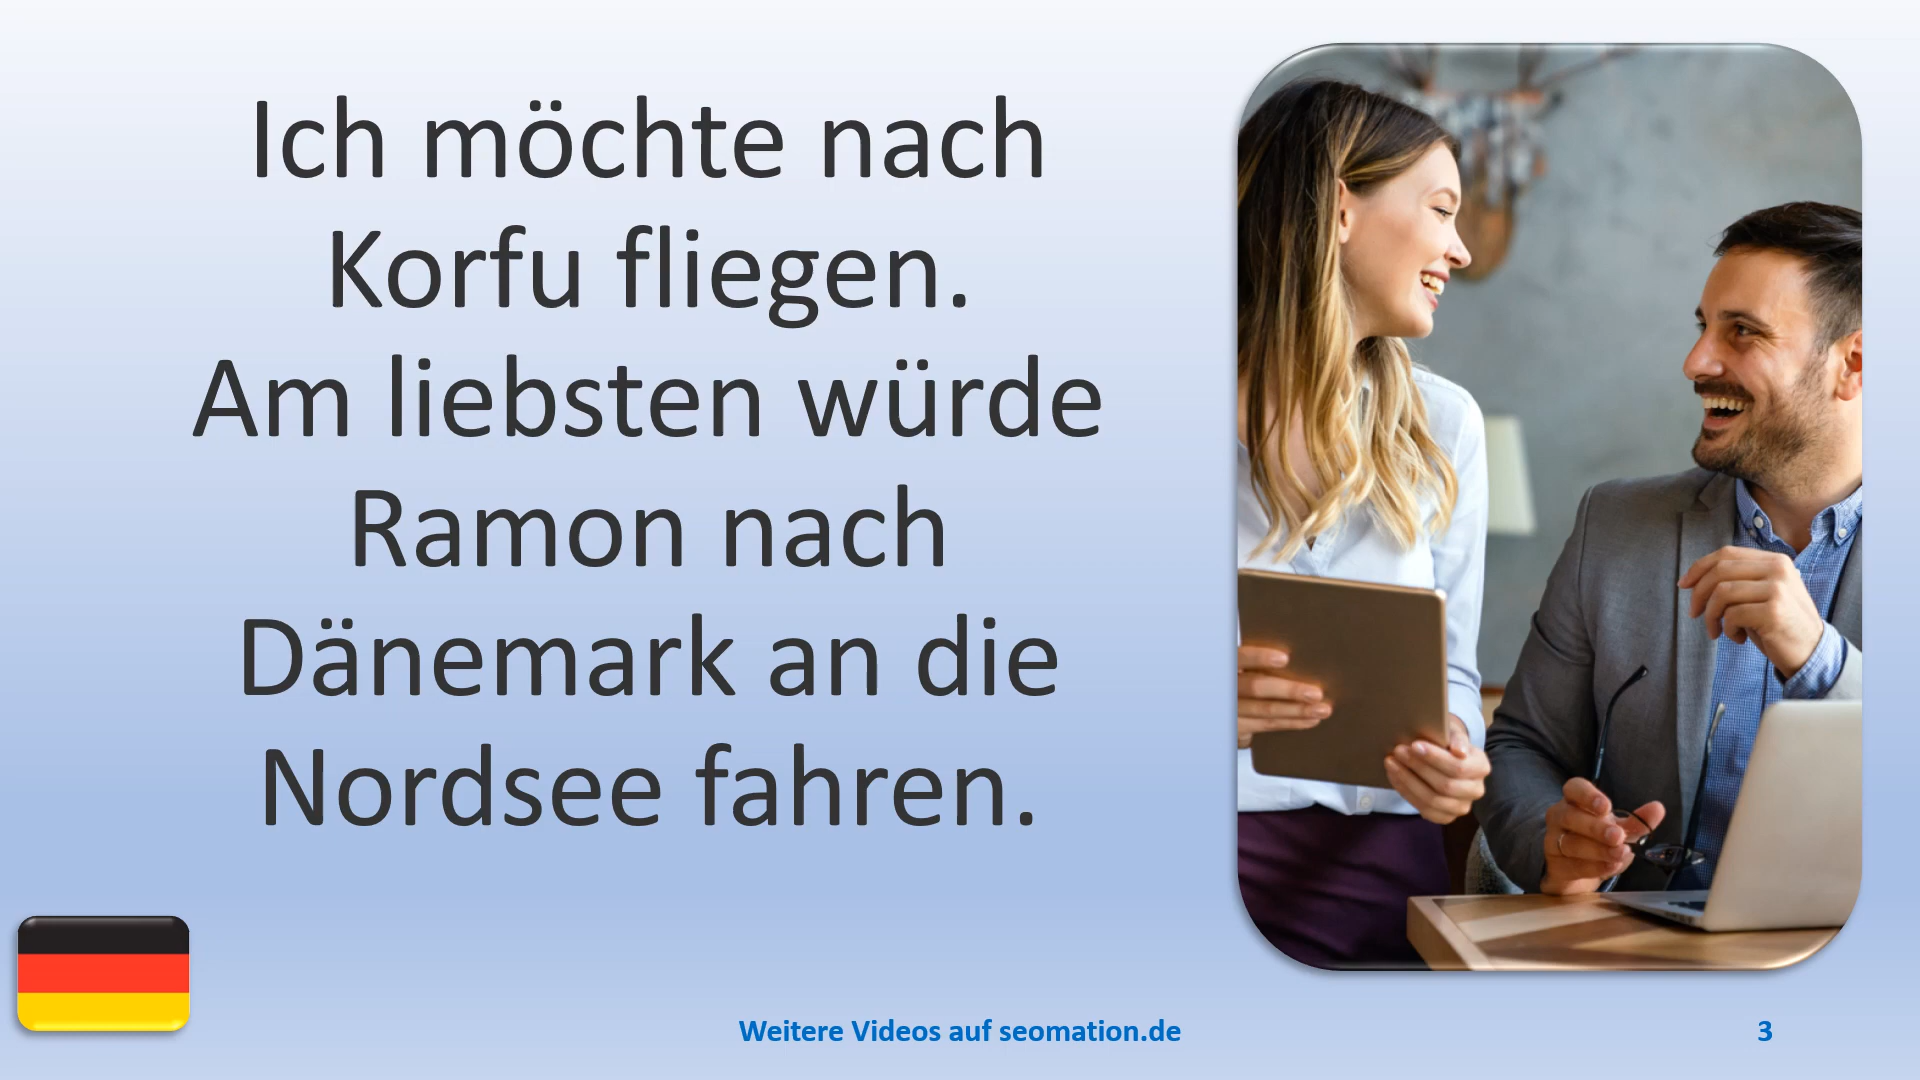 Ich möchte nach
Korfu fliegen.
Am liebsten würde
Ramon nach
Dänemark an die
Nordsee fahren.
Weitere Videos auf seomation.de
3